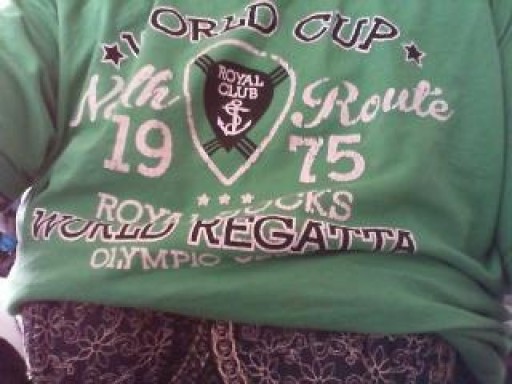 WORLD CUP
ROYAL
CLUB
Nth Route
19 75
WORLD REGATTA